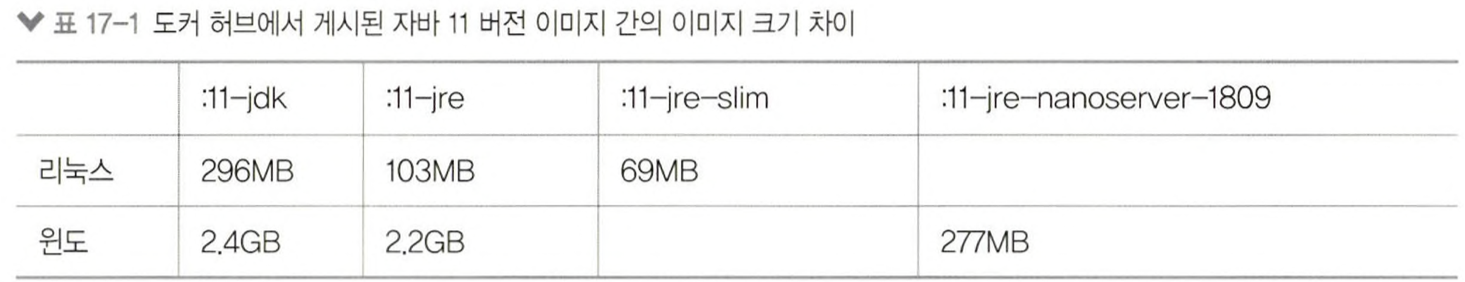 표 17-1 도커 허브에서 게시된 자바 11 버전 이미지 간의 이미지 크기 차이
:11-jdk :11-jre :11-jre-slim :11-jre-nanoserver-1809
리눅스 296MB 103MB 69MB
윈도 2.4GB 2.2GB 277MB